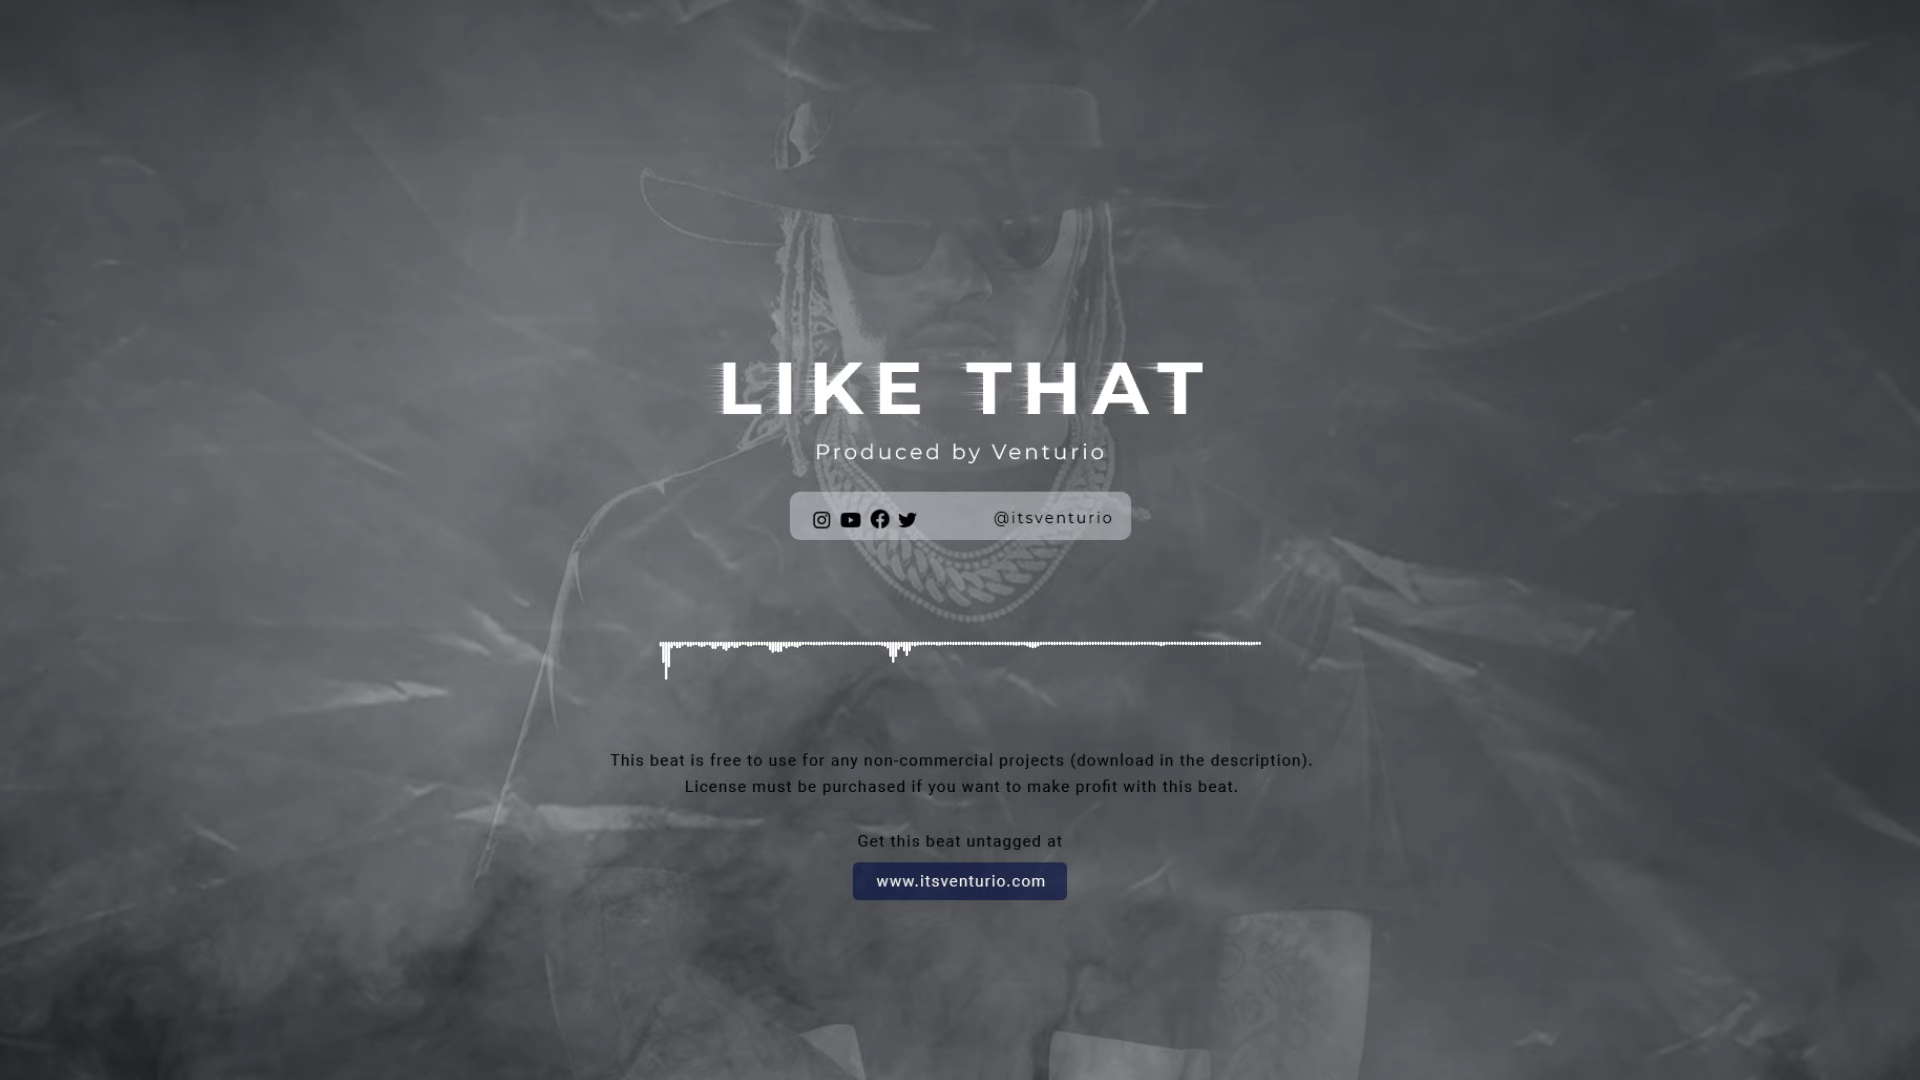 LIKE THAT
Produced by Venturio
@itsventurio
This beat is free to use for any non-commercial projects (download in the description).
License must be purchased if you want to make profit with this beat.
Get this beat untagged at
www.itsventurio.com